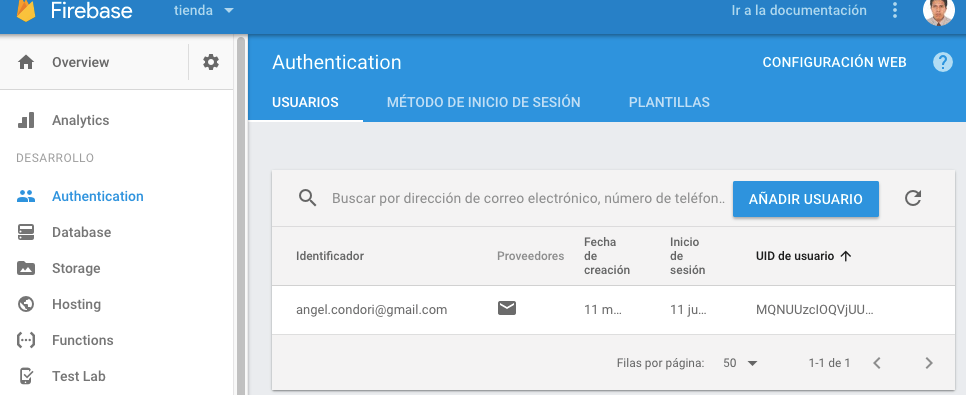 Firebase
tienda
Ir a la documentación
Overview
Authentication
CONFIGURACIÓN WEB
USUARIOS
MÉTODO DE INICIO DE SESIÓN
PLANTILLAS
Analytics
DESARROLLO
Authentication
Database
Storage
Hosting
Functions
Test Lab
Buscar por dirección de correo electrónico, número de teléfon...
AÑADIR USUARIO
Identificador
Proveedores
Fecha
de
creación
Inicio
de
sesión
UID de usuario
angel.condori@gmail.com
11 m...
11 ju...
MQNUUzcIOQVjUU...
Filas por página:
50
1-1 de 1